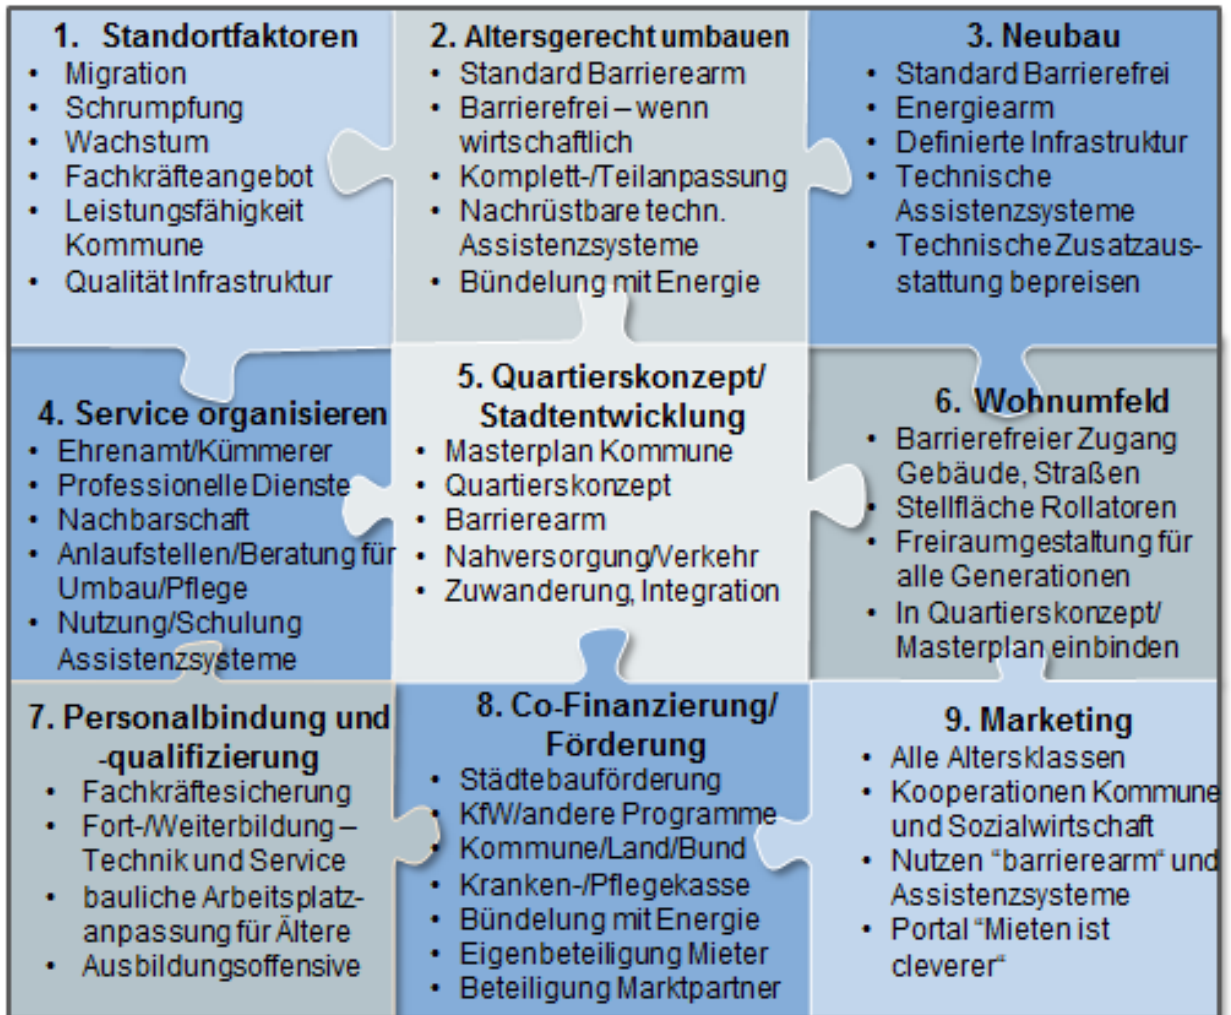 1. Standortfaktoren
• Migration
• Schrumpfung
• Wachstum
• Fachkräfteangebot
• Leistungsfähigkeit
Kommune
• Qualität Infrastruktur
2. Altersgerecht umbauen
• Standard Barrierearm
• Barrierefrei – wenn
wirtschaftlich
• Komplett-/Teilanpassung
• Nachrüstbare techn.
Assistenzsysteme
• Bündelung mit Energie
3. Neubau
• Standard Barrierefrei
• Energiearm
• Definierte Infrastruktur
• Technische
Assistenzsysteme
• Technische Zusatzaus-
stattung bepreisen
4. Service organisieren
• Ehrenamt/Kümmerer
• Professionelle Dienste
• Nachbarschaft
• Anlaufstellen/Beratung für
Umbau/Pflege
• Nutzung/Schulung
Assistenzsysteme
5. Quartierskonzept/
Stadtentwicklung
• Masterplan Kommune
• Quartierskonzept
• Barrierearm
• Nahversorgung/Verkehr
• Zuwanderung, Integration
6. Wohnumfeld
• Barrierefreier Zugang
Gebäude, Straßen
• Stellfläche Rollatoren
• Freiraumgestaltung für
alle Generationen
• In Quartierskonzept/
Masterplan einbinden
7. Personalbindung und
-qualifizierung
• Fachkräftesicherung
• Fort-/Weiterbildung –
Technik und Service
• bauliche Arbeitsplatz-
anpassung für Ältere
• Ausbildungsoffensive
8. Co-Finanzierung/
Förderung
• Städtebauförderung
• KfW/andere Programme
• Kommune/Land/Bund
• Kranken-/Pflegekasse
• Bündelung mit Energie
• Eigenbeteiligung Mieter
• Beteiligung Marktpartner
9. Marketing
• Alle Altersklassen
• Kooperationen Kommune
und Sozialwirtschaft
• Nutzen “barrierearm“ und
Assistenzsysteme
• Portal “Mieten ist
cleverer“